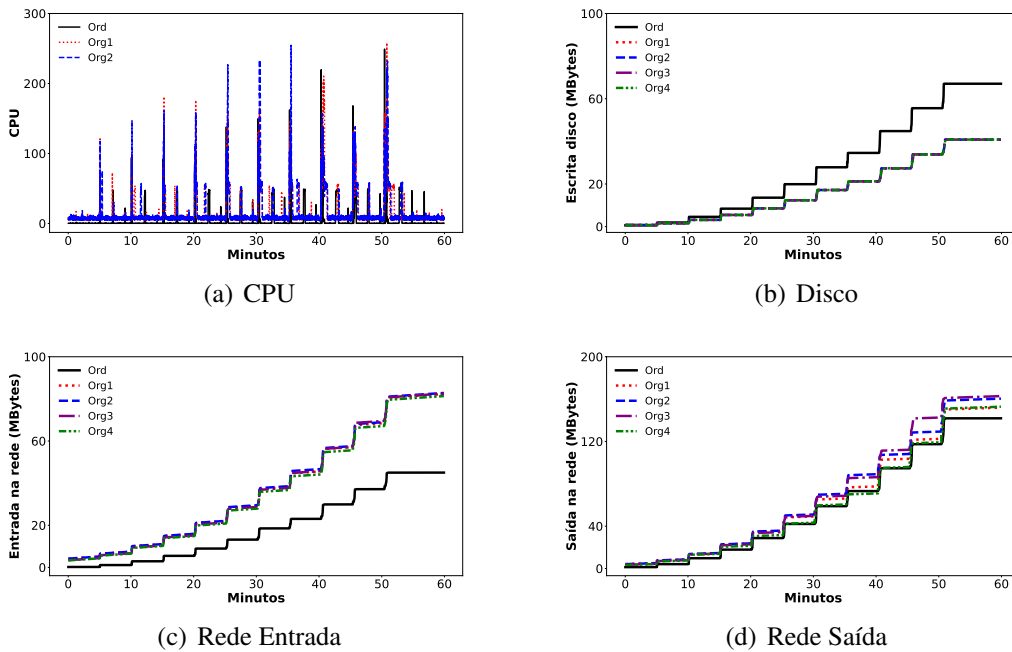 300
250
200
150
100
50
0
CPU
Ord
Org1
Org2
0 10 20 30 40 50 60
Minutos
(a) CPU
100
60
20
0
Escrita disco (MBytes)
Ord
Org1
Org2
Org3
Org4
0 10 20 30 40 50 60
Minutos
(b) Disco
100
60
20
0
Entrada na rede (MBytes)
Ord
Org1
Org2
Org3
Org4
0 10 20 30 40 50 60
Minutos
(c) Rede Entrada
200
120
40
0
Saída na rede (MBytes)
Ord
Org1
Org2
Org3
Org4
0 10 20 30 40 50 60
Minutos
(d) Rede Saída